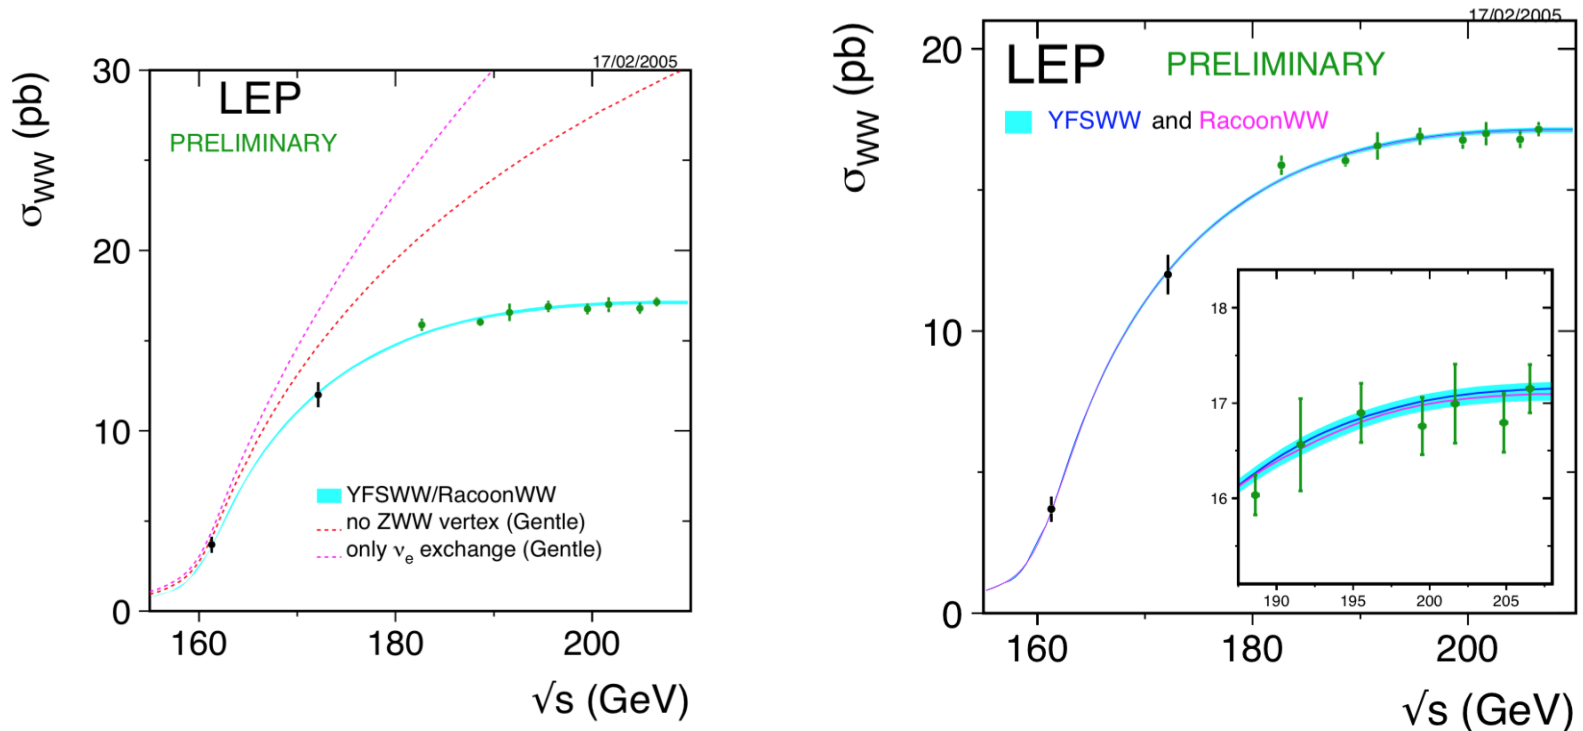 17/02/2005
LEP
PRELIMINARY
σWW (pb)
30
20
10
0
YFSWW/RacoonWW
no ZWW vertex (Gentle)
only νe exchange (Gentle)
160 180 200
√s (GeV)
17/02/2005
LEP PRELIMINARY
YFSWW and RacoonWW
σWW (pb)
20
10
0
18
17
16
190 195 200 205
160 180 200
√s (GeV)